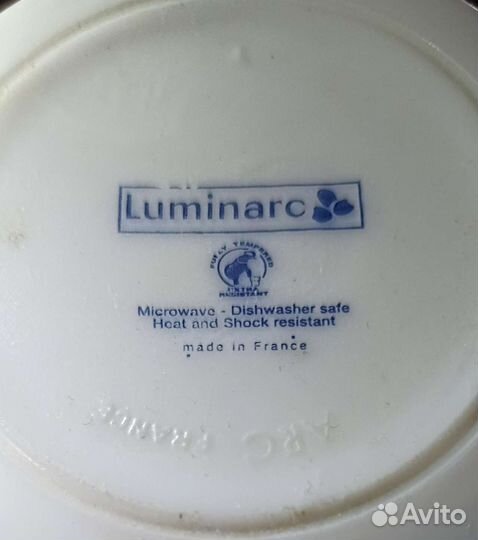 Luminarc
FULLY TEMPERED
EXTRA
RESISTANT
Microwave - Dishwasher safe
Heat and Shock resistant
made in France
ARC FRANCE
Avito